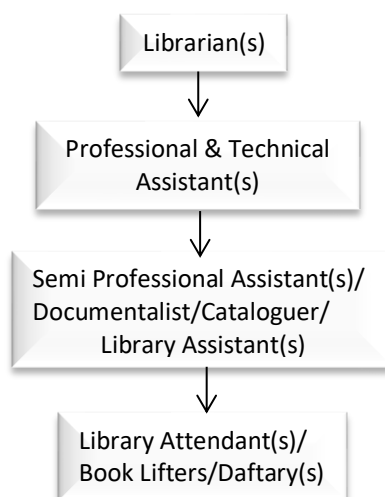 Librarian(s)
Professional & Technical
Assistant(s)
Semi Professional Assistant(s)/
Documentalist/Cataloguer/
Library Assistant(s)
Library Attendant(s)/
Book Lifters/Daftary(s)